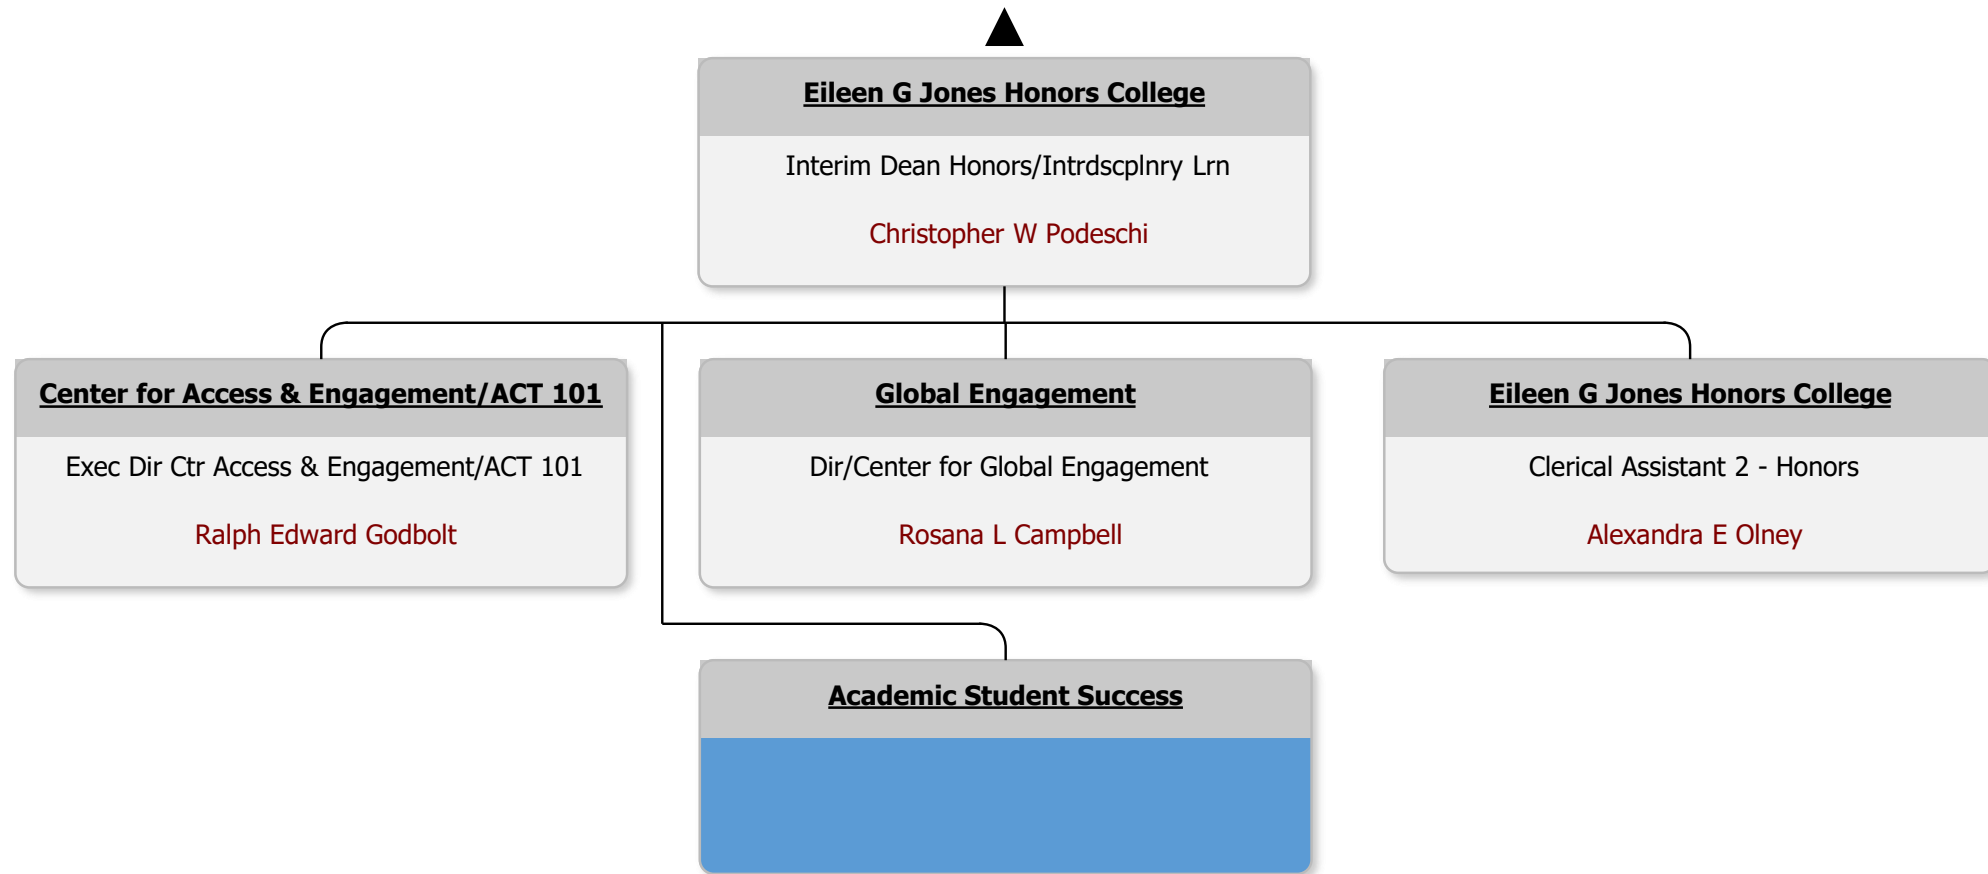 Eileen G Jones Honors College
Interim Dean Honors/Intrdscplnry Lrn
Christopher W Podeschi
Center for Access & Engagement/ACT 101
Exec Dir Ctr Access & Engagement/ACT 101
Ralph Edward Godbolt
Global Engagement
Dir/Center for Global Engagement
Rosana L Campbell
Eileen G Jones Honors College
Clerical Assistant 2 - Honors
Alexandra E Olney
Academic Student Success